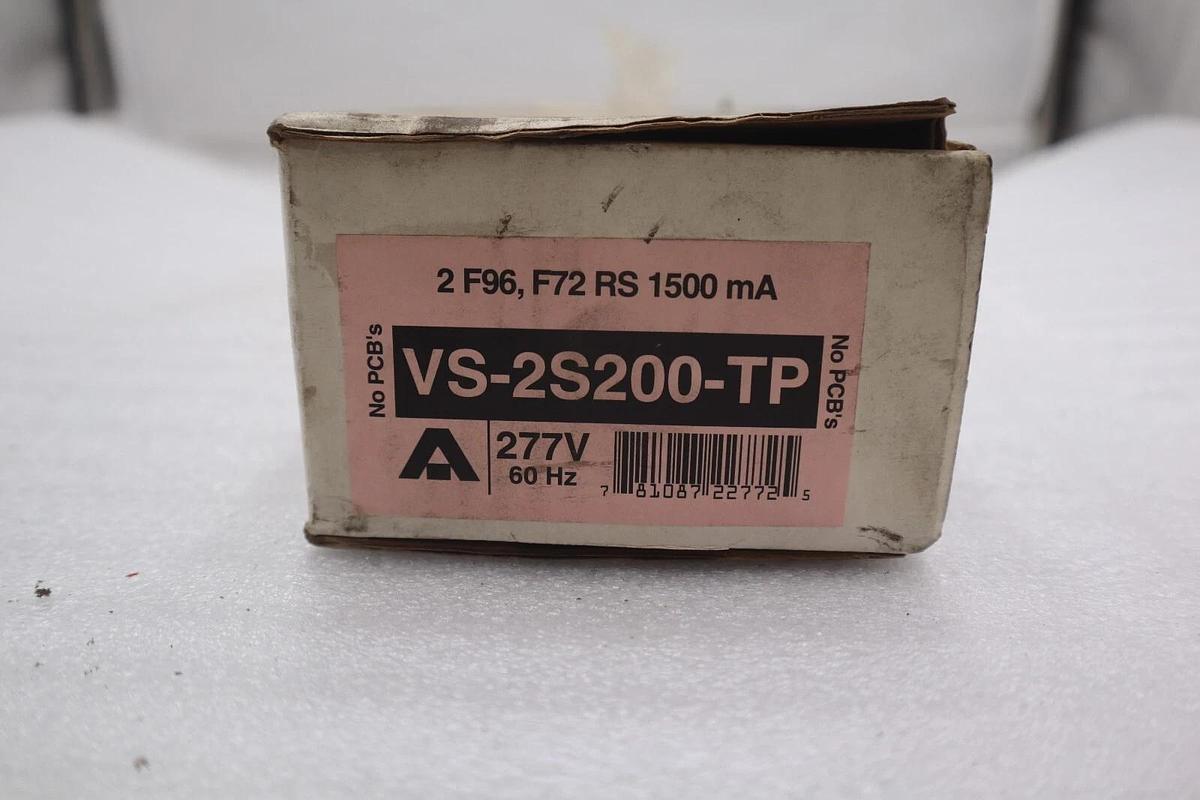 2 F96, F72 RS 1500 mA
No PCB's
VS-2S200-TP
No PCB's
277V
60 Hz
7 81087 22772 5